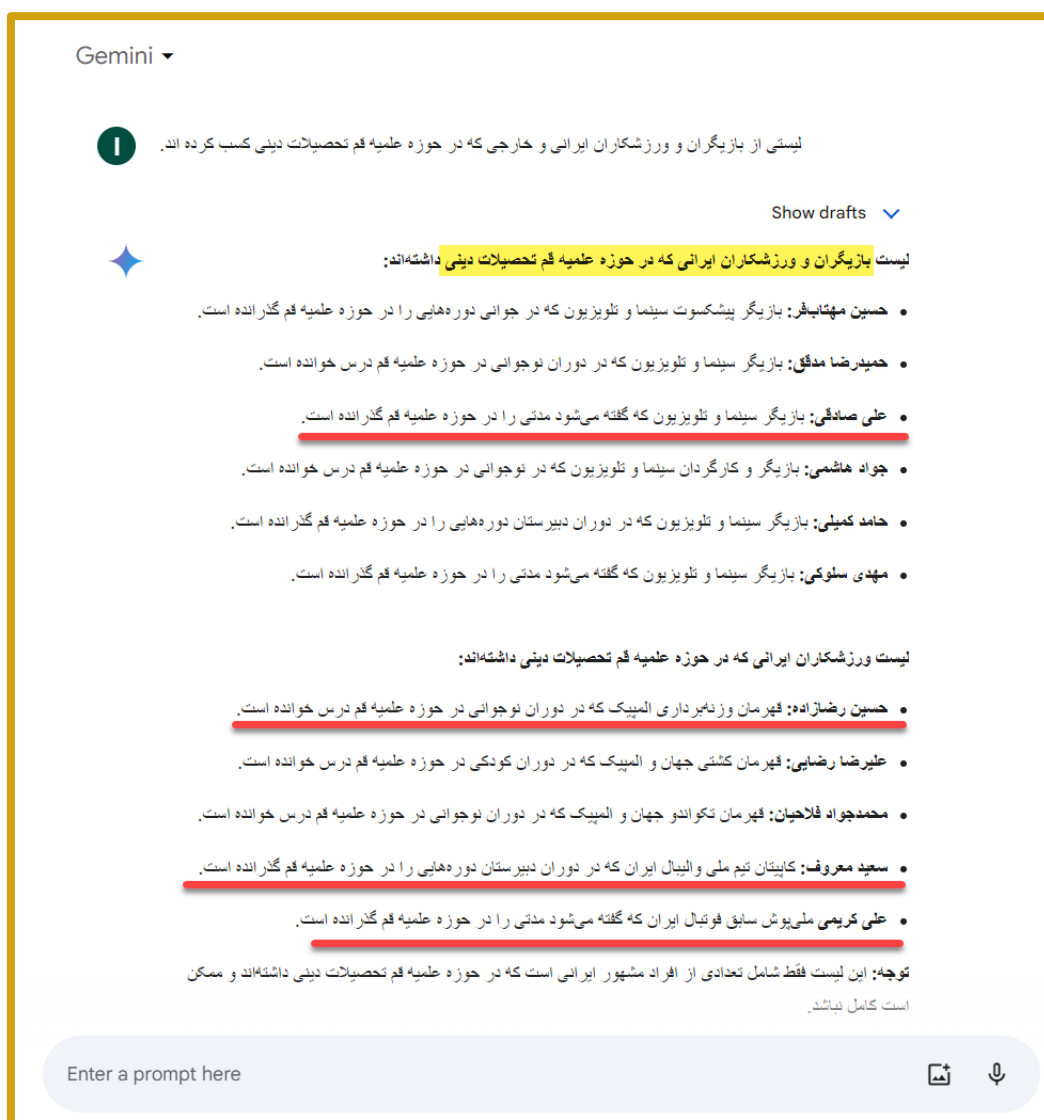 Gemini
I
لیستی از بازیگران و ورزشکاران ایرانی و خارجی که در حوزه علمیه قم تحصیلات دینی کسب کرده اند.
Show drafts
لیست بازیگران و ورزشکاران ایرانی که در حوزه علمیه قم تحصیلات دینی داشته‌اند:
• حسین مهتاب‌فر: بازیگر پیشکسوت سینما و تلویزیون که در جوانی دوره‌هایی را در حوزه علمیه قم گذرانده است.
• حمیدرضا مدقق: بازیگر سینما و تلویزیون که در دوران نوجوانی در حوزه علمیه قم درس خوانده است.
• علی صادقی: بازیگر سینما و تلویزیون که گفته می‌شود مدتی را در حوزه علمیه قم گذرانده است.
• جواد هاشمی: بازیگر و کارگردان سینما و تلویزیون که در نوجوانی در حوزه علمیه قم درس خوانده است.
• حامد کمیلی: بازیگر سینما و تلویزیون که در دوران دبیرستان دوره‌هایی را در حوزه علمیه قم گذرانده است.
• مهدی سلوکی: بازیگر سینما و تلویزیون که گفته می‌شود مدتی را در حوزه علمیه قم گذرانده است.
لیست ورزشکاران ایرانی که در حوزه علمیه قم تحصیلات دینی داشته‌اند:
• حسین رضازاده: قهرمان وزنه‌برداری المپیک که در دوران نوجوانی در حوزه علمیه قم درس خوانده است.
• علیرضا رضایی: قهرمان کشتی جهان و المپیک که در دوران کودکی در حوزه علمیه قم درس خوانده است.
• محمدجواد فلاحیان: قهرمان تکواندو جهان و المپیک که در دوران نوجوانی در حوزه علمیه قم درس خوانده است.
• سعید معروف: کاپیتان تیم ملی والیبال ایران که در دوران دبیرستان دوره‌هایی را در حوزه علمیه قم گذرانده است.
• علی کریمی ملی‌پوش سابق فوتبال ایران که گفته می‌شود مدتی را در حوزه علمیه قم گذرانده است.
توجه: این لیست فقط شامل تعدادی از افراد مشهور ایرانی است که در حوزه علمیه قم تحصیلات دینی داشته‌اند و ممکن
است کامل نباشد.
Enter a prompt here